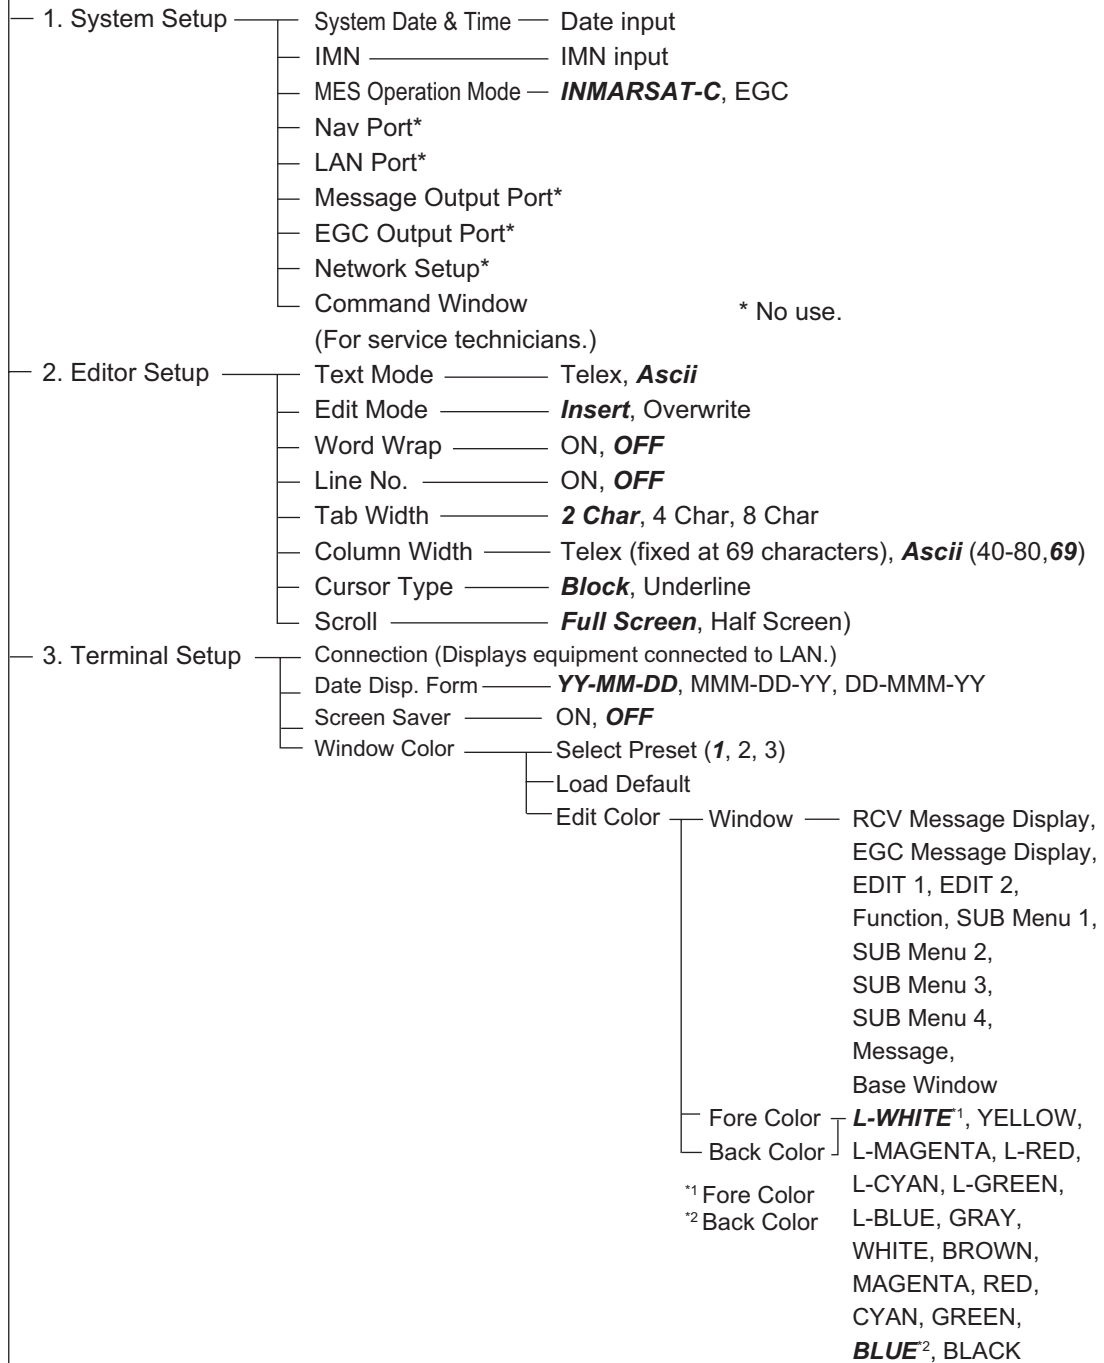 1. System Setup
System Date & Time
Date input
IMN
IMN input
MES Operation Mode
INMARSAT-C, EGC
Nav Port*
LAN Port*
Message Output Port*
EGC Output Port*
Network Setup*
Command Window
(For service technicians.)
* No use.
2. Editor Setup
Text Mode
Telex, Ascii
Edit Mode
Insert, Overwrite
Word Wrap
ON, OFF
Line No.
ON, OFF
Tab Width
2 Char, 4 Char, 8 Char
Column Width
Telex (fixed at 69 characters), Ascii (40-80,69)
Cursor Type
Block, Underline
Scroll
Full Screen, Half Screen)
3. Terminal Setup
Connection (Displays equipment connected to LAN.)
Date Disp. Form
YY-MM-DD, MMM-DD-YY, DD-MMM-YY
Screen Saver
ON, OFF
Window Color
Select Preset (1, 2, 3)
Load Default
Edit Color
Window
RCV Message Display,
EGC Message Display,
EDIT 1, EDIT 2,
Function, SUB Menu 1,
SUB Menu 2,
SUB Menu 3,
SUB Menu 4,
Message,
Base Window
Fore Color
Back Color
L-WHITE*1, YELLOW,
L-MAGENTA, L-RED,
L-CYAN, L-GREEN,
L-BLUE, GRAY,
WHITE, BROWN,
MAGENTA, RED,
CYAN, GREEN,
BLUE*2, BLACK
*1 Fore Color
*2 Back Color